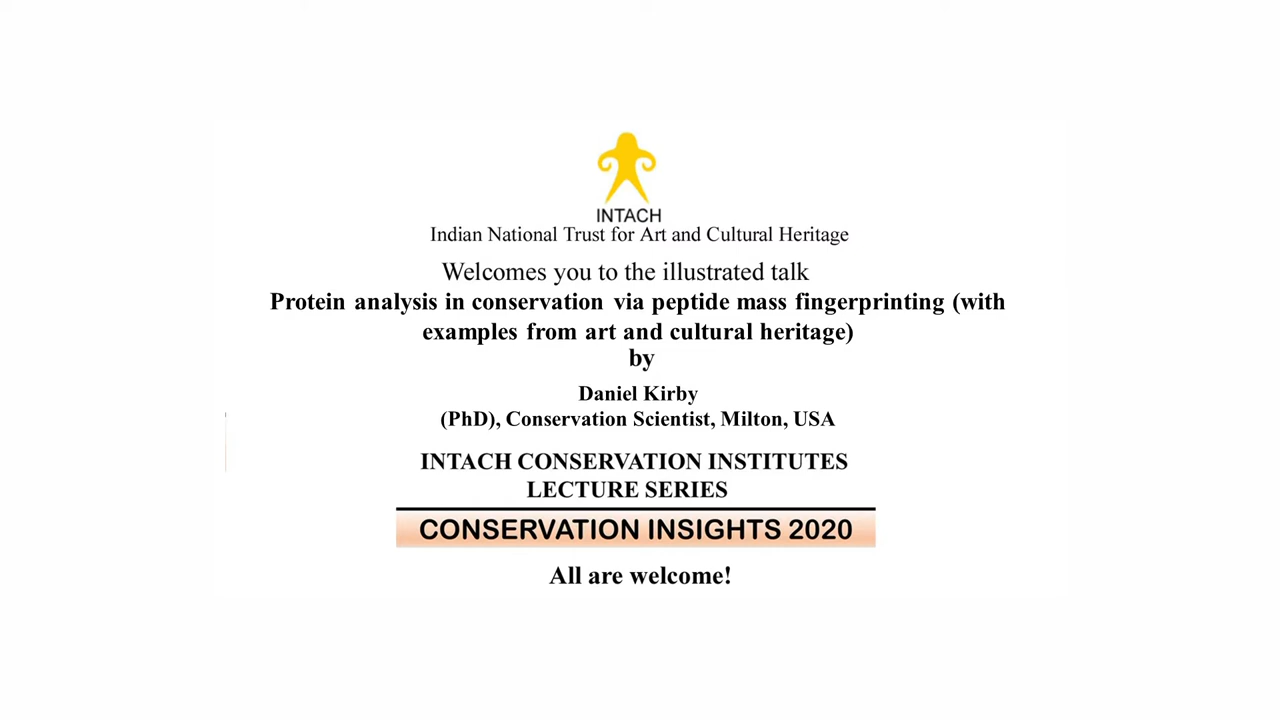 INTACH
Indian National Trust for Art and Cultural Heritage
Welcomes you to the illustrated talk
Protein analysis in conservation via peptide mass fingerprinting (with
examples from art and cultural heritage)
by
Daniel Kirby
(PhD), Conservation Scientist, Milton, USA
INTACH CONSERVATION INSTITUTES
LECTURE SERIES
CONSERVATION INSIGHTS 2020
All are welcome!